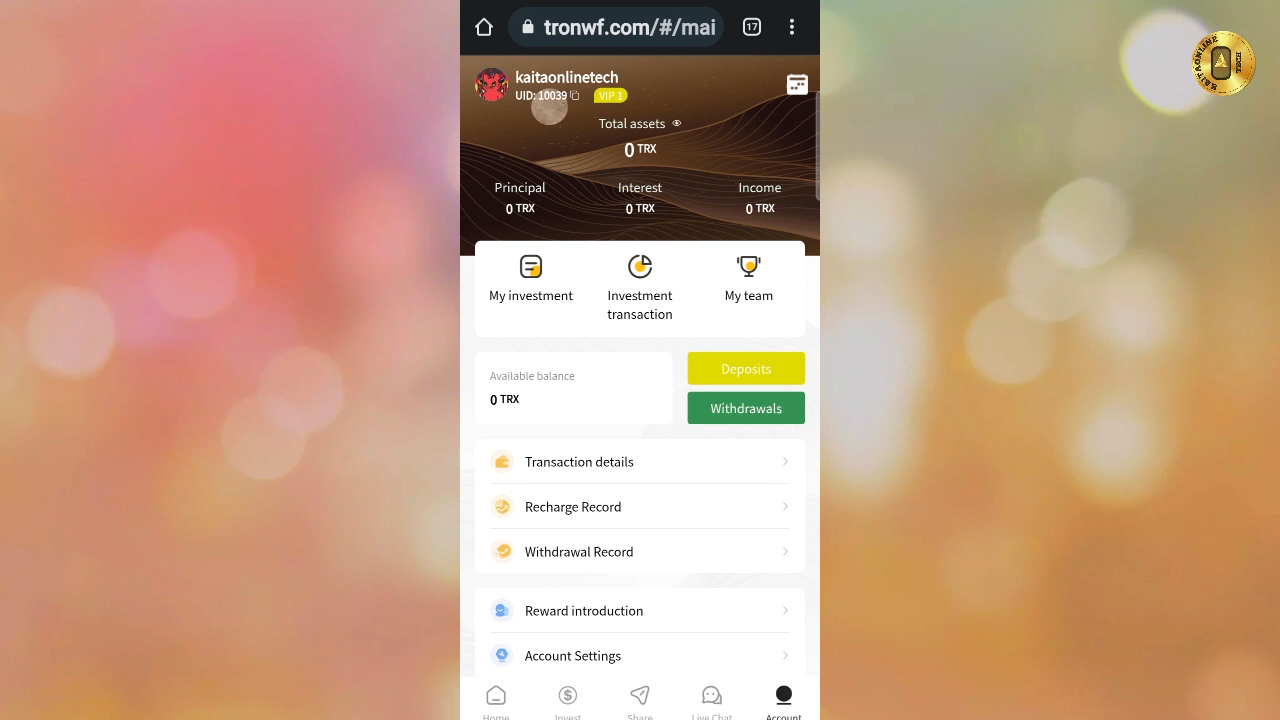 tronwf.com/#/mai
17
kaitaonlinetech
UID: 10039
VIP 1
Total assets
0 TRX
Principal
Interest
Income
0 TRX
0 TRX
0 TRX
My investment
Investment
transaction
My team
Available balance
0 TRX
Deposits
Withdrawals
Transaction details
Recharge Record
Withdrawal Record
Reward introduction
Account Settings
Home
Invest
Share
Live Chat
Account